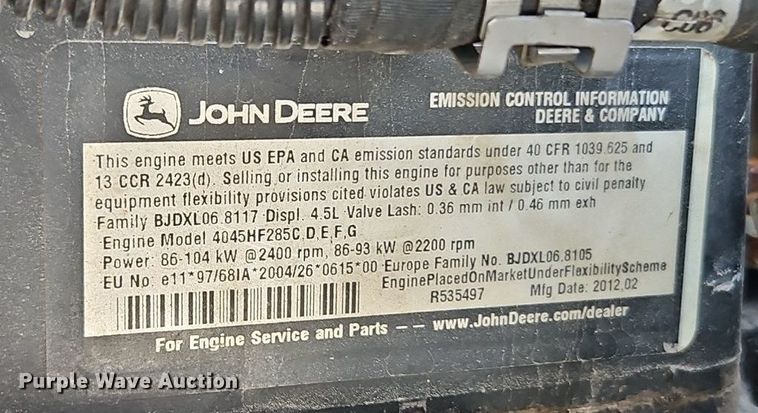 JOHN DEERE
EMISSION CONTROL INFORMATION
DEERE & COMPANY
This engine meets US EPA and CA emission standards under 40 CFR 1039.625 and
13 CCR 2423(d). Selling or installing this engine for purposes other than for the
equipment flexibility provisions cited violates US & CA law subject to civil penalty
Family BJDXL06.8117 Displ. 4.5L Valve Lash: 0.36 mm int / 0.46 mm exh
Engine Model 4045HF285C,D,E,F,G
Power: 86-104 kW @2400 rpm, 86-93 kW @2200 rpm
EU No: e11*97/68IA*2004/26*0615*00 Europe Family No. BJDXL06.8105
EnginePlacedOnMarketUnderFlexibilityScheme
R535497 Mfg Date: 2012,02
For Engine Service and Parts -- www.JohnDeere.com/dealer
Purple Wave Auction